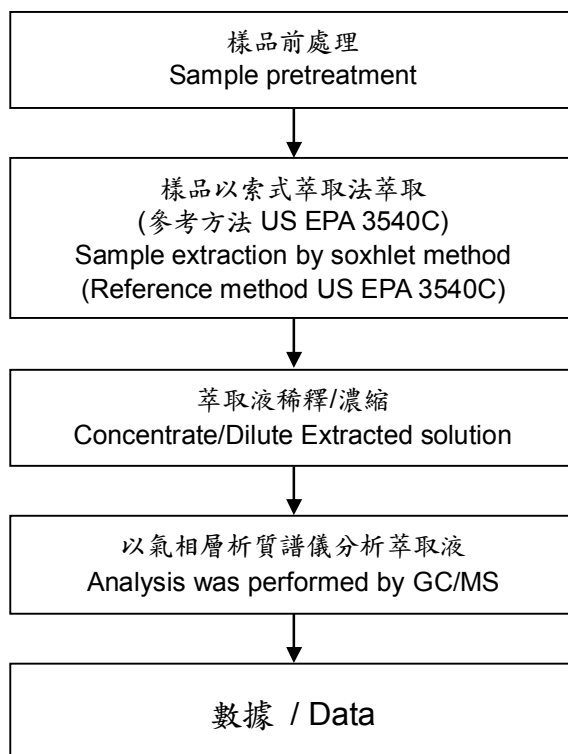 樣品前處理
Sample pretreatment
樣品以索式萃取法萃取
(參考方法 US EPA 3540C)
Sample extraction by soxhlet method
(Reference method US EPA 3540C)
萃取液稀釋/濃縮
Concentrate/Dilute Extracted solution
以氣相層析質譜儀分析萃取液
Analysis was performed by GC/MS
數據 / Data